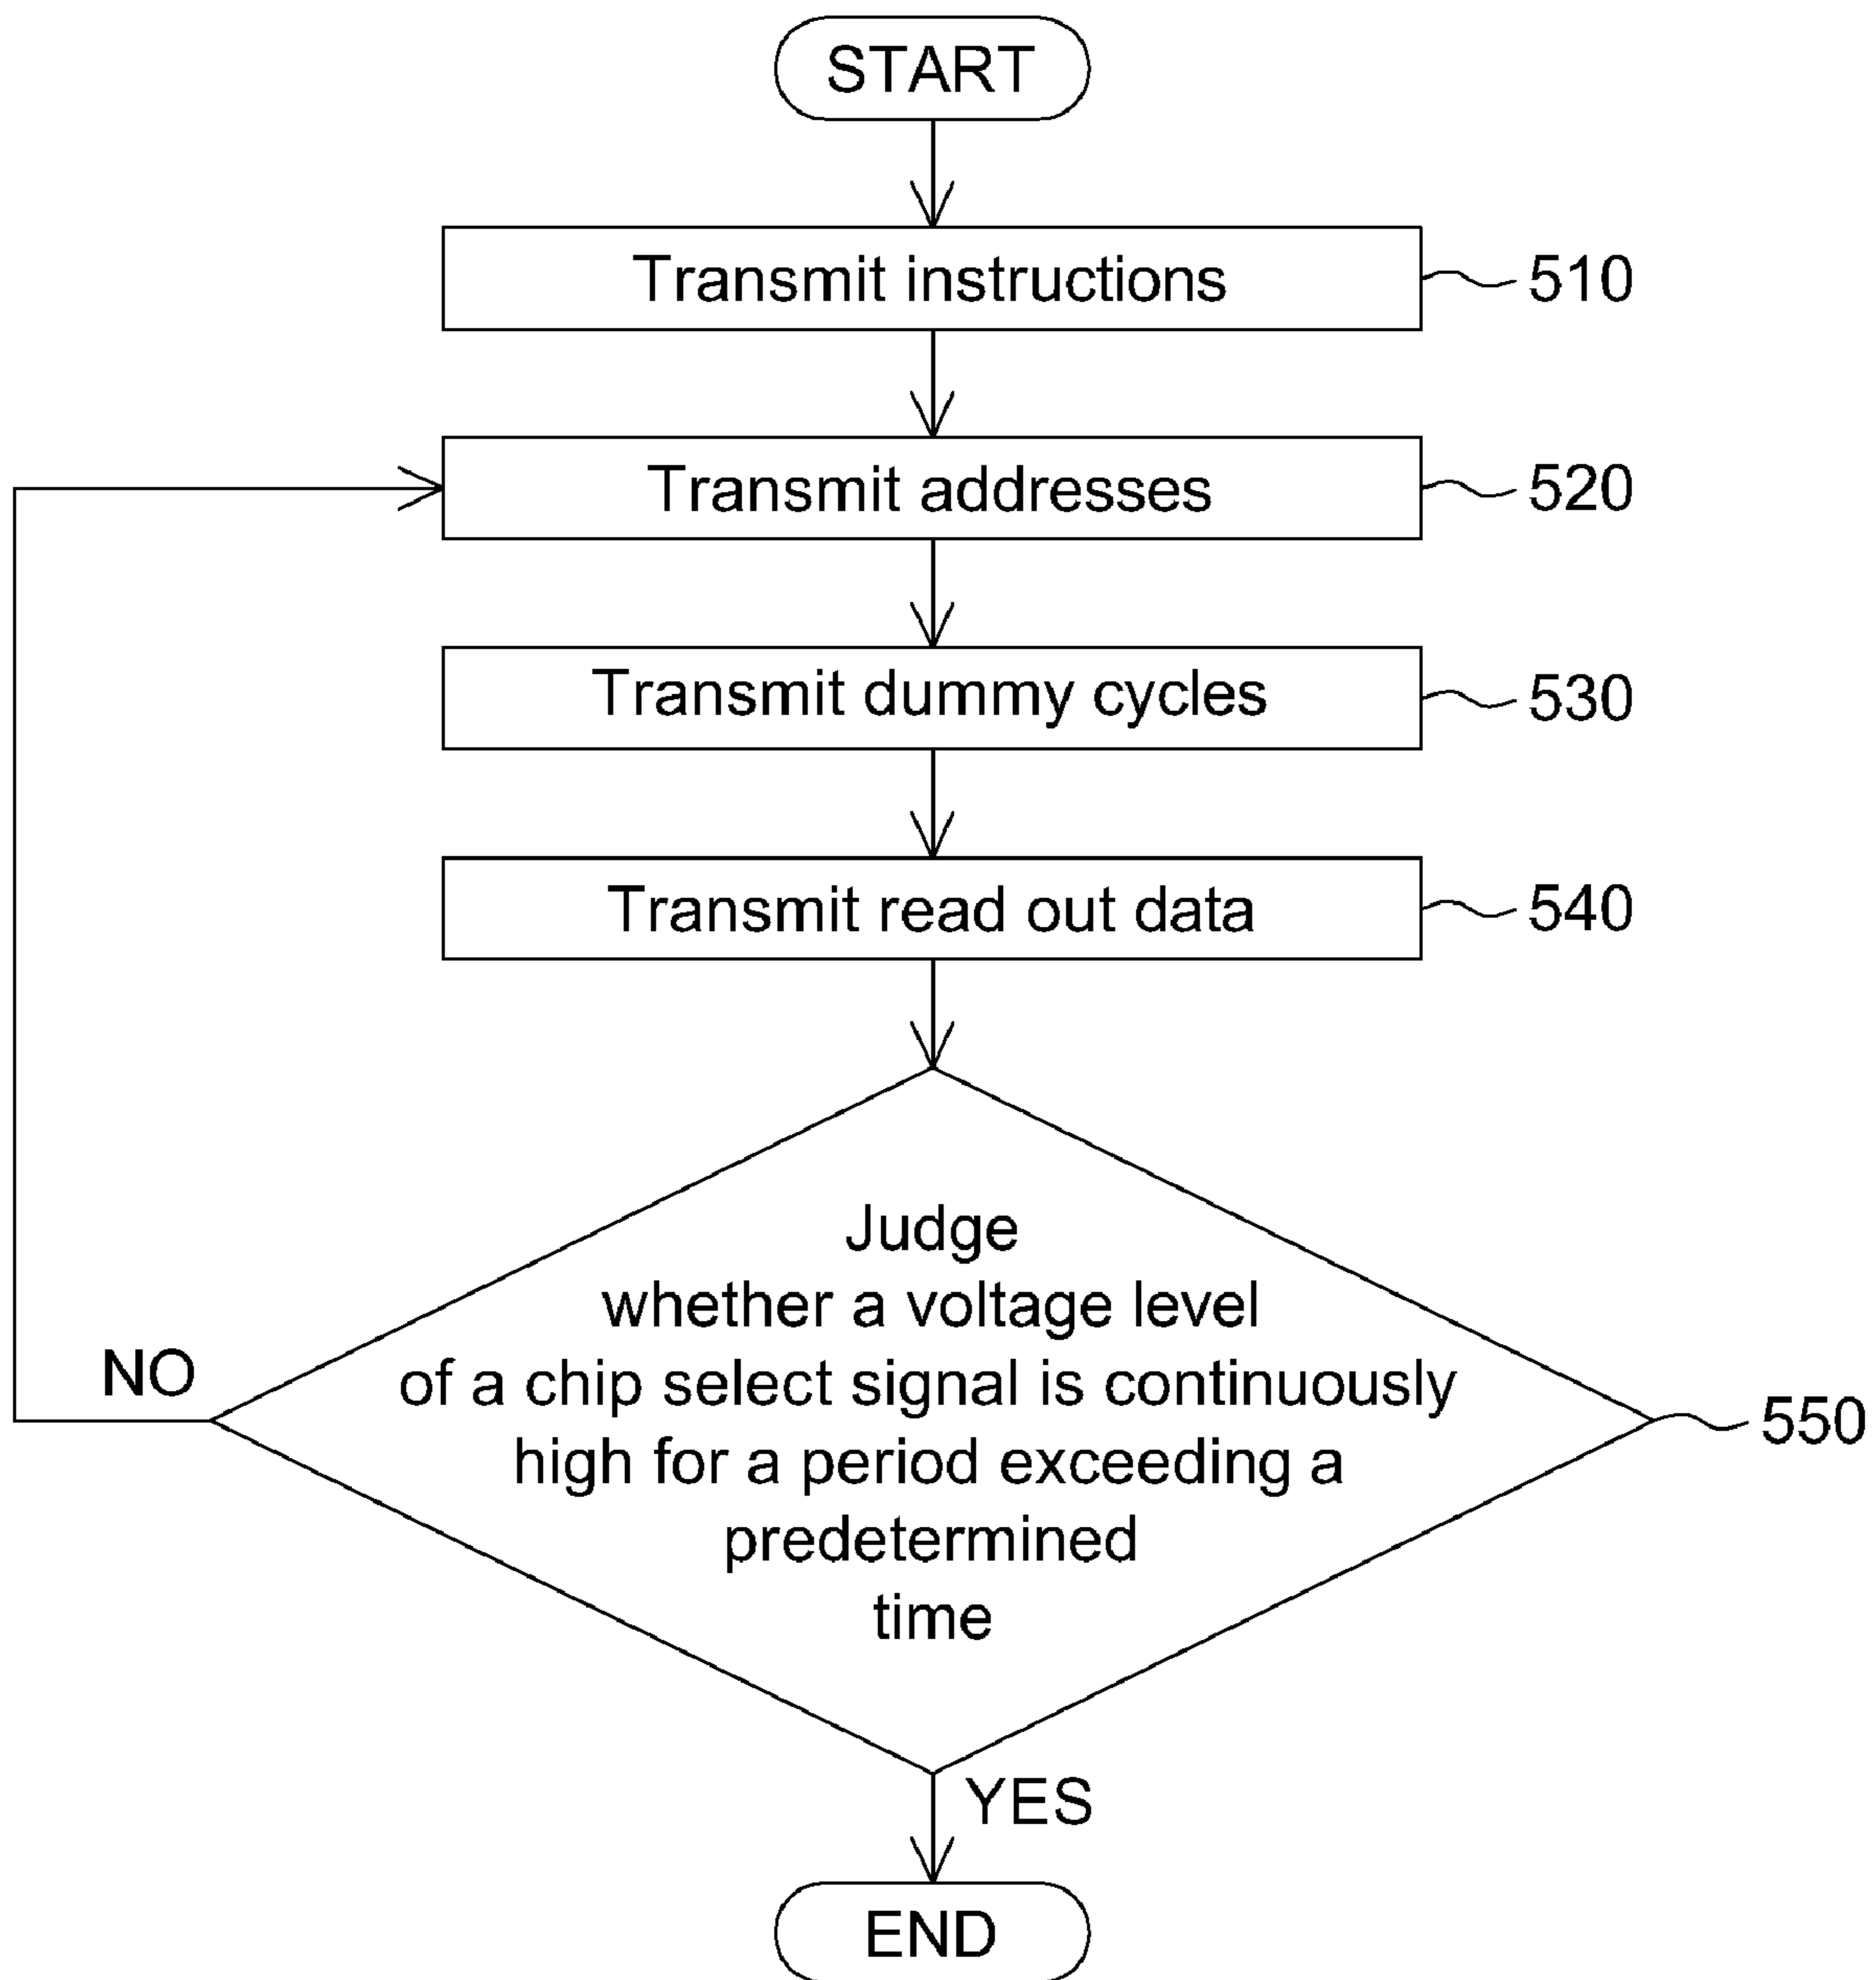 START
Transmit instructions
510
Transmit addresses
520
Transmit dummy cycles
530
Transmit read out data
540
Judge
whether a voltage level
of a chip select signal is continuously
high for a period exceeding a
predetermined
time
NO
550
YES
END